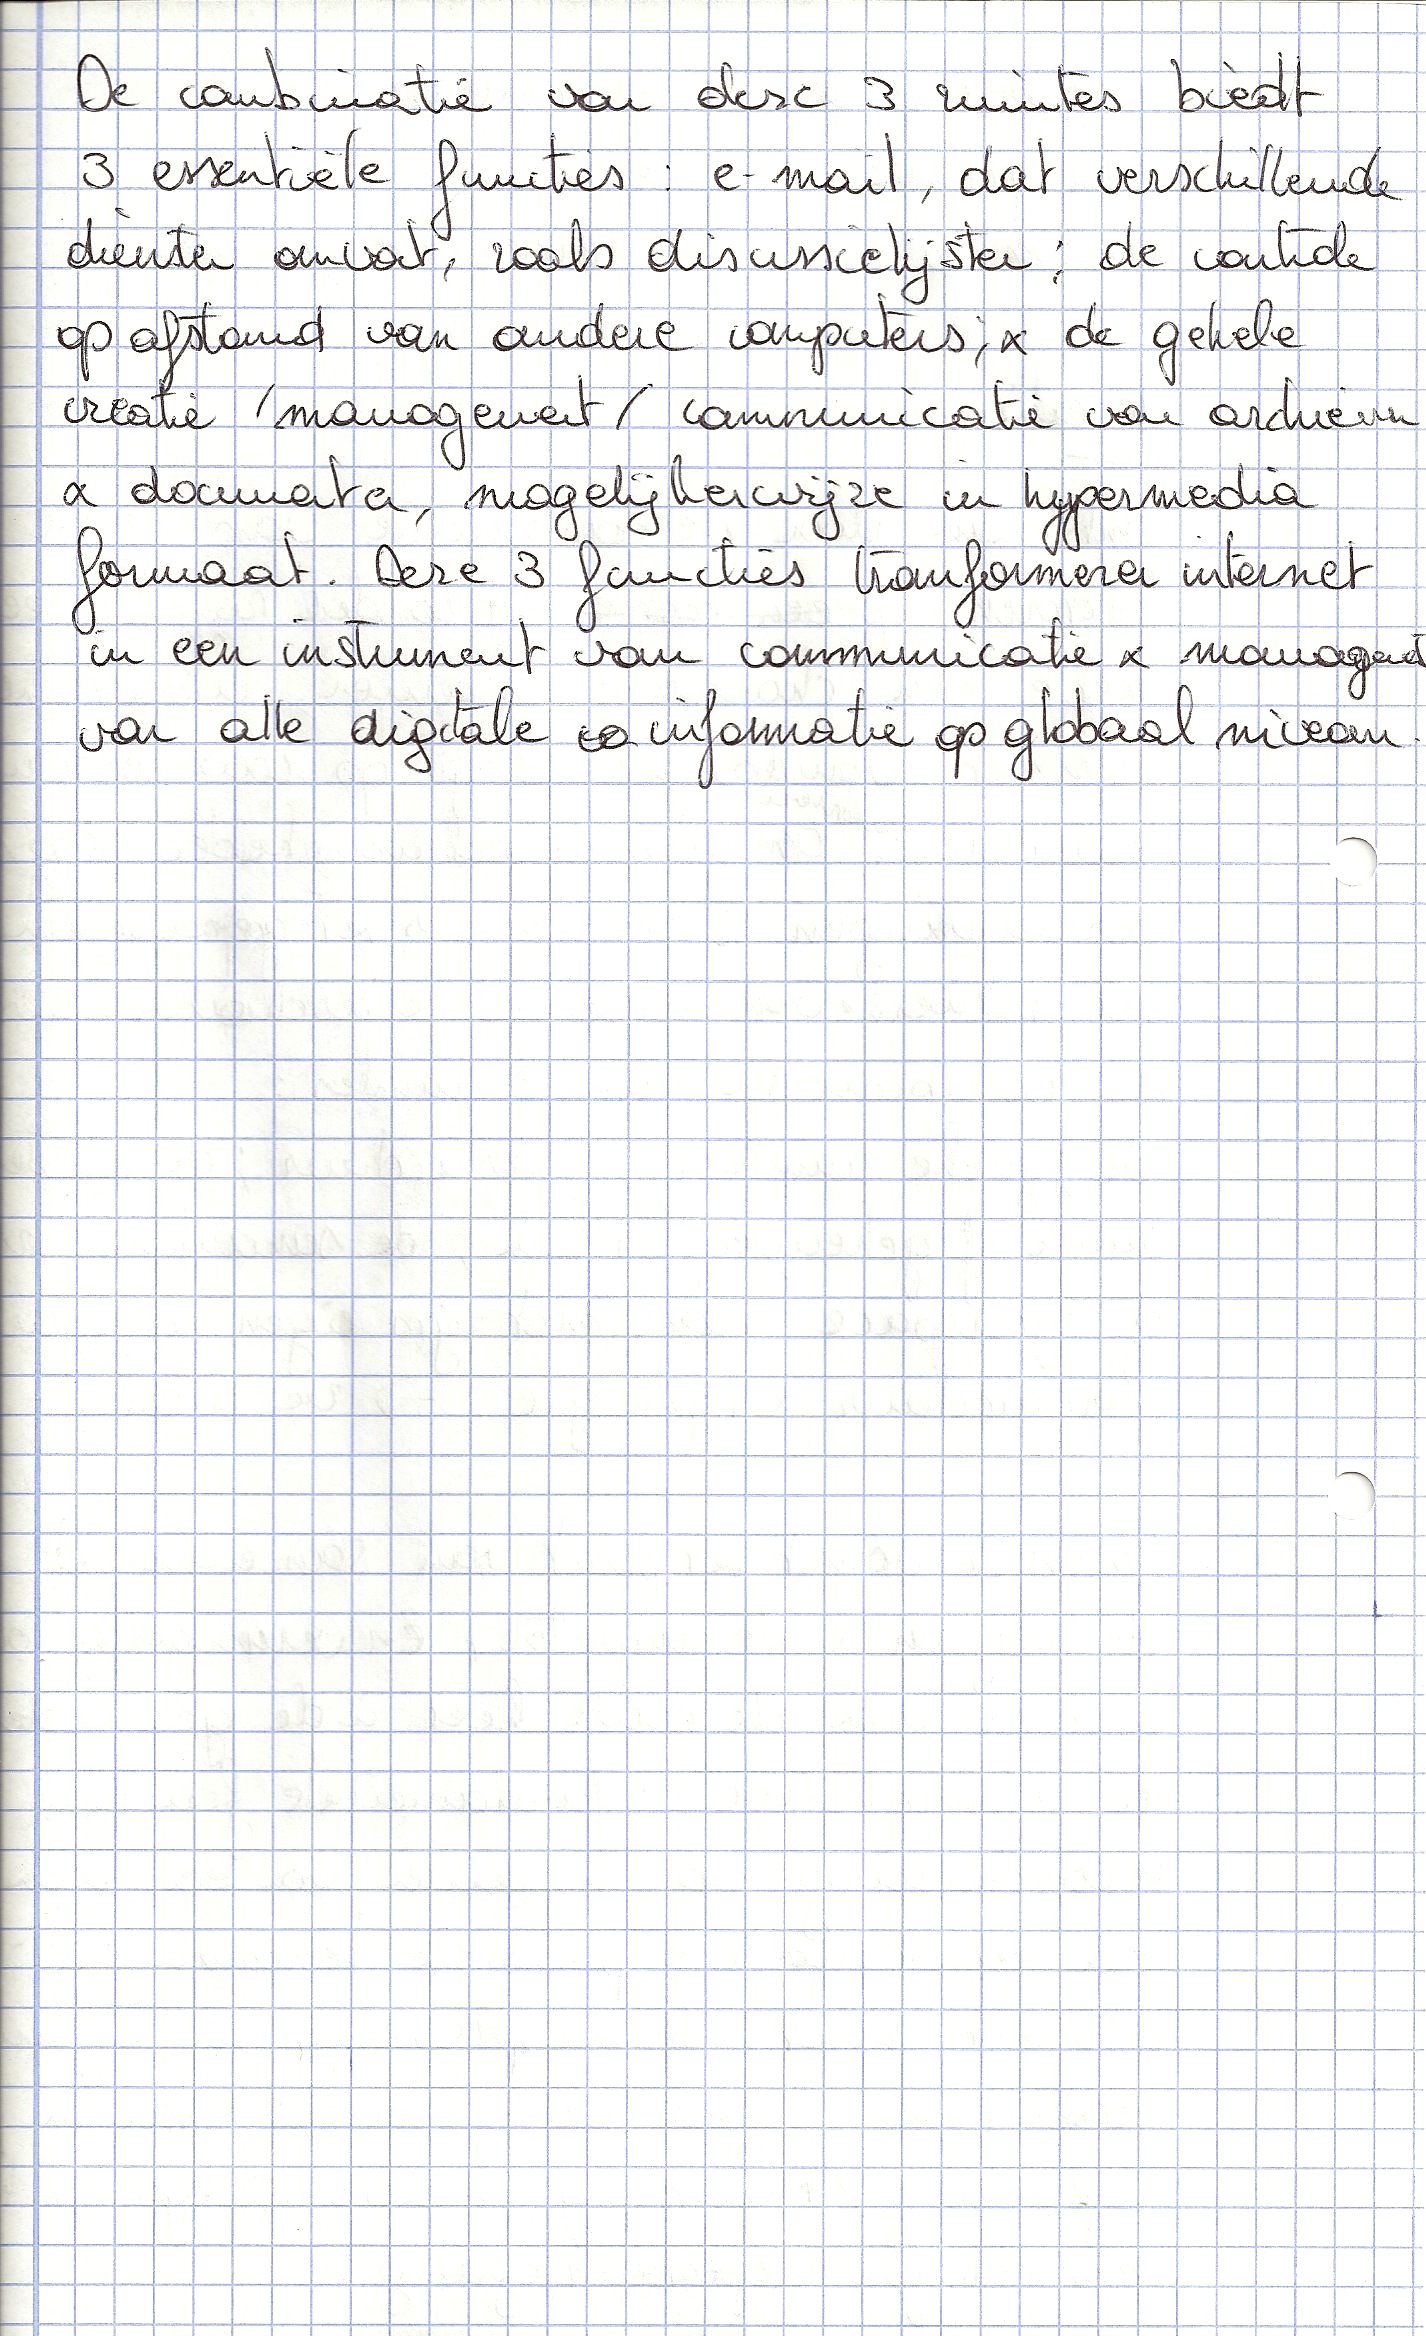 De combinatie van deze 3 ruimtes biedt
3 essentiële functies : e-mail, dat verschillende
diensten omvat, zoals discussielijsten ; de controle
op afstand van andere computers, & de gehele
creatie / management / communicatie van archieven
& documenten, mogelijkerwijze in hypermedia
formaat. Deze 3 functies transformeren internet
in een instrument van communicatie & management
van alle digitale informatie op globaal niveau.